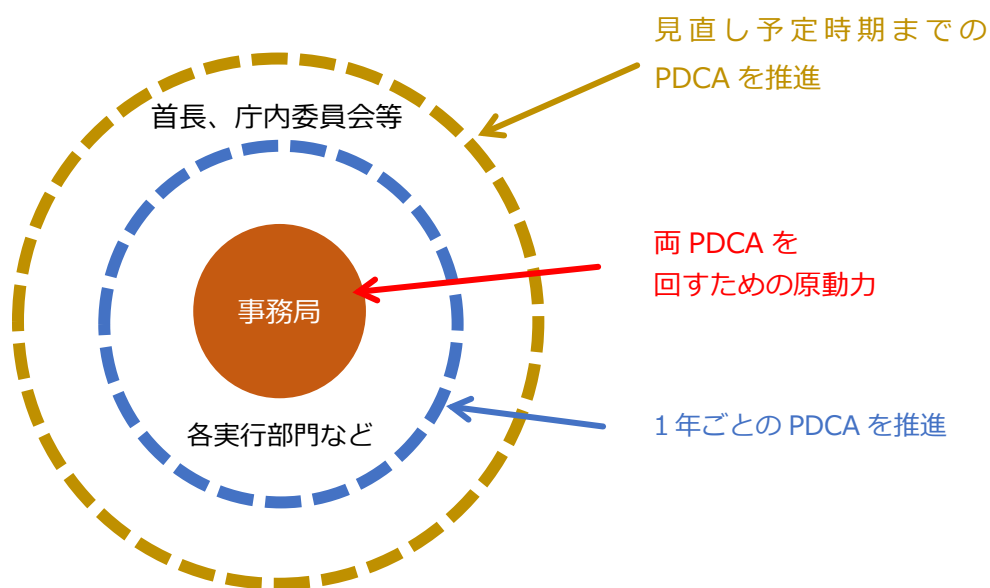 見直し予定時期までの
PDCA を推進
首長、庁内委員会等
両 PDCA を
回すための原動力
事務局
1年ごとの PDCA を推進
各実行部門など